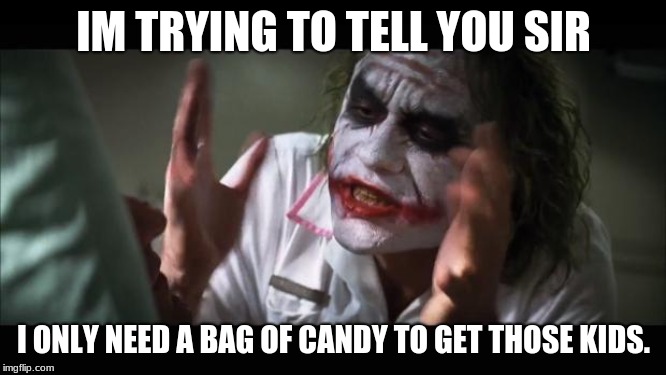 IM TRYING TO TELL YOU SIR
I ONLY NEED A BAG OF CANDY TO GET THOSE KIDS.
imgflip.com